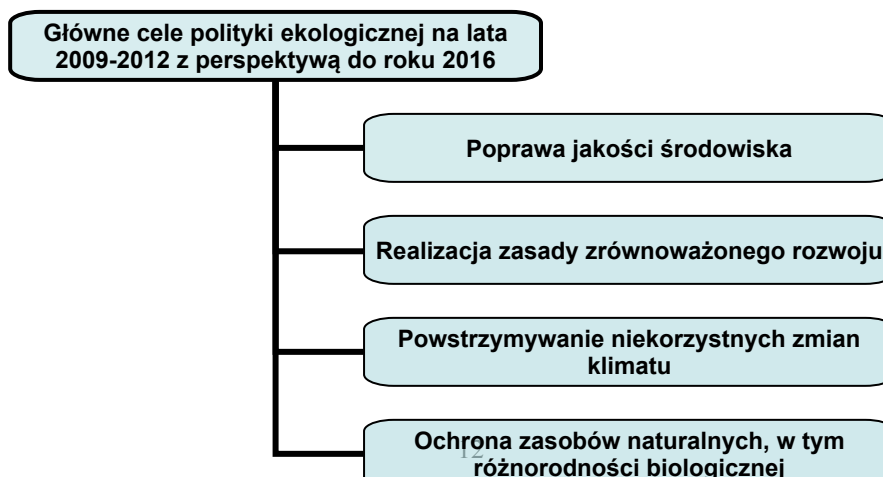 Główne cele polityki ekologicznej na lata
2009-2012 z perspektywą do roku 2016
Poprawa jakości środowiska
Realizacja zasady zrównoważonego rozwoju
Powstrzymywanie niekorzystnych zmian
klimatu
Ochrona zasobów naturalnych, w tym
12
różnorodności biologicznej